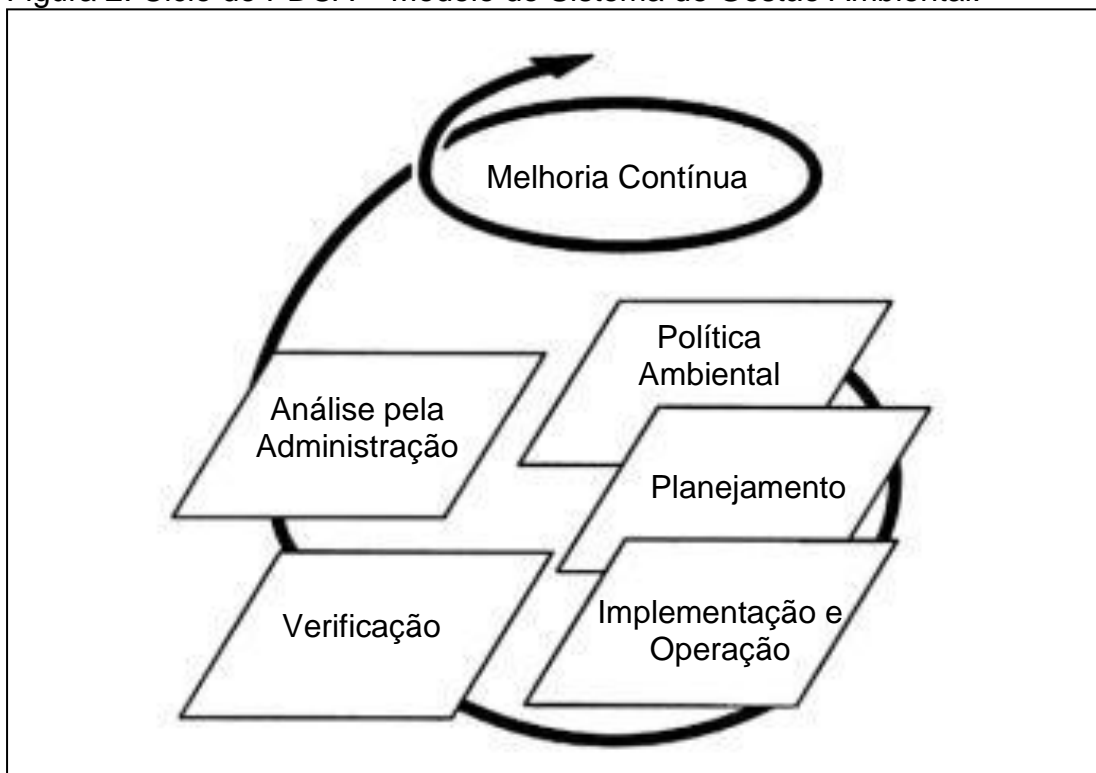 Melhoria Contínua
Política
Ambiental
Análise pela
Administração
Planejamento
Implementação e
Operação
Verificação